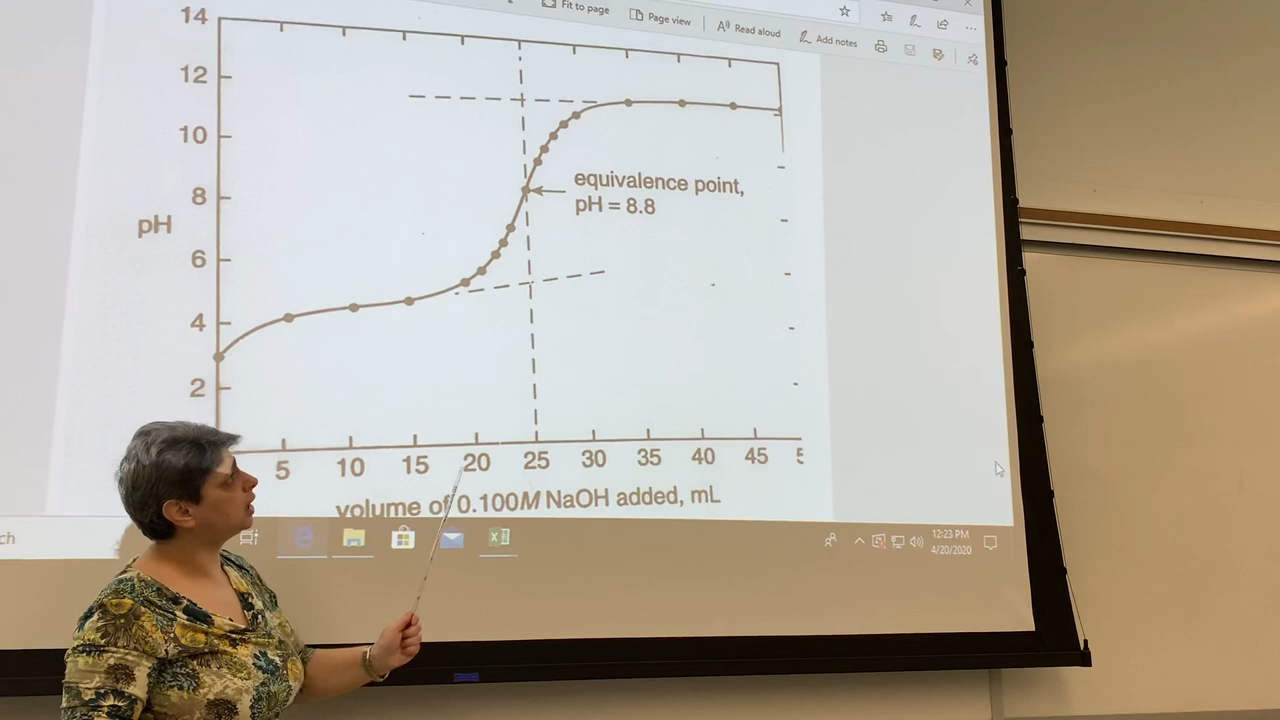 Fit to page
Page view
Read aloud
Add notes
14
12
10
8
6
4
2
pH
equivalence point,
pH = 8.8
5 10 15 20 25 30 35 40 45
volume of 0.100M NaOH added, mL
ch
12:23 PM
4/20/2020